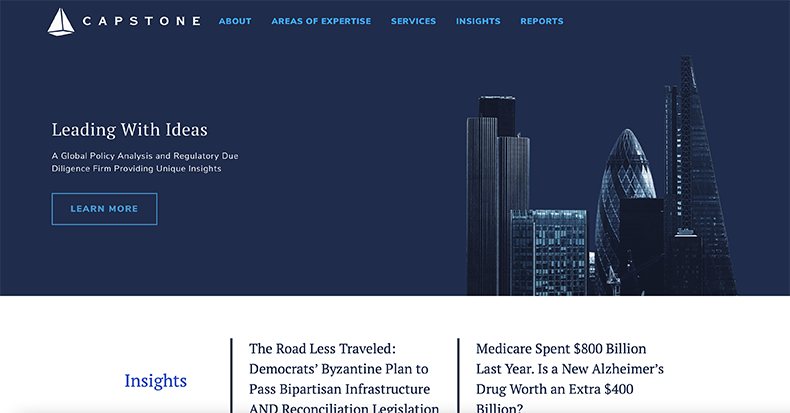 CAPSTONE
ABOUT
AREAS OF EXPERTISE
SERVICES
INSIGHTS
REPORTS
Leading With Ideas
A Global Policy Analysis and Regulatory Due
Diligence Firm Providing Unique Insights
LEARN MORE
Insights
The Road Less Traveled:
Democrats’ Byzantine Plan to
Pass Bipartisan Infrastructure
AND Reconciliation Legislation
Medicare Spent $800 Billion
Last Year. Is a New Alzheimer’s
Drug Worth an Extra $400
Billion?